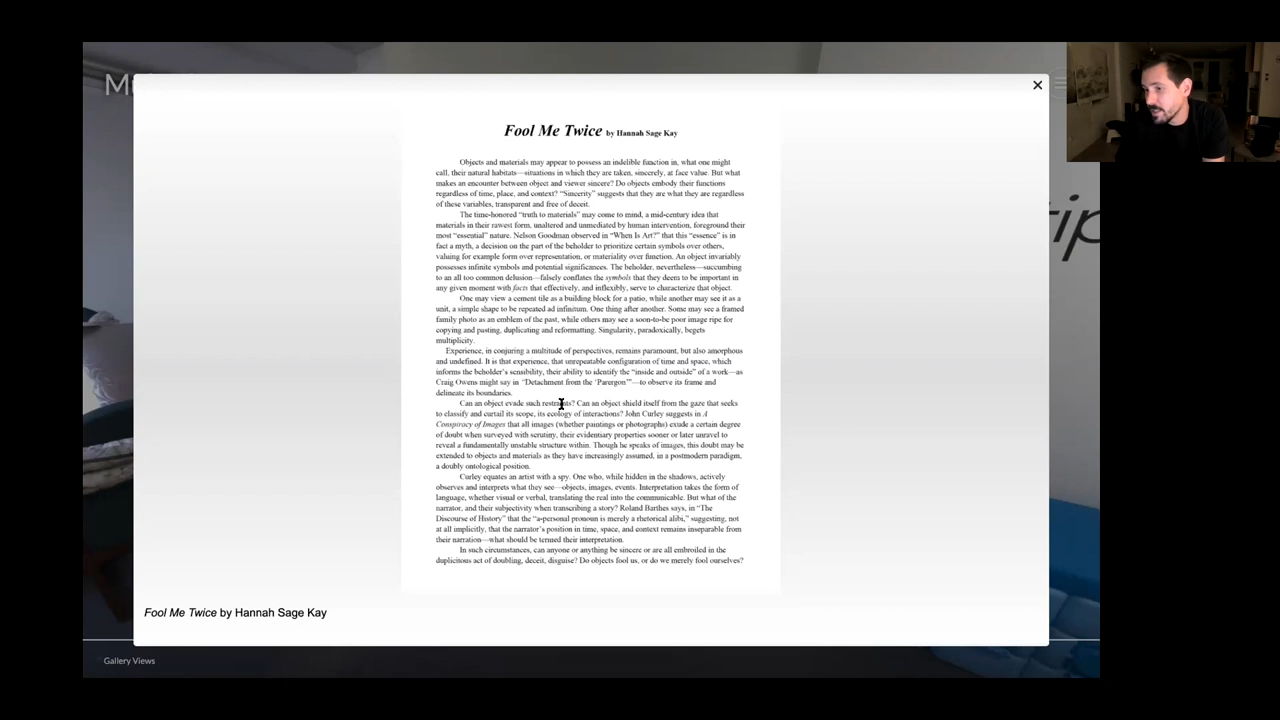 Mu
Fool Me Twice by Hannah Sage Kay
Objects and materials may appear to possess an indelible function in, what one might
call, their natural habitats—situations in which they are taken, sincerely, at face value. But what
makes an encounter between object and viewer sincere? Do objects embody their functions
regardless of time, place, and context? “Sincerity” suggests that they are what they are regardless
of these variables, transparent and free of deceit.
The time-honored “truth to materials” may come to mind, a mid-century idea that
materials in their rawest form, unaltered and unmediated by human intervention, foreground their
most “essential” nature. Nelson Goodman observed in “When Is Art?” that this “essence” is in
fact a myth, a decision on the part of the beholder to prioritize certain symbols over others,
valuing for example form over representation, or materiality over function. An object invariably
possesses infinite symbols and potential significances. The beholder, nevertheless—succumbing
to an all too common delusion—falsely conflates the symbols that they deem to be important in
any given moment with facts that effectively, and inflexibly, serve to characterize that object.
One may view a cement tile as a building block for a patio, while another may see it as a
unit, a simple shape to be repeated ad infinitum. One thing after another. Some may see a framed
family photo as an emblem of the past, while others may see a soon-to-be poor image ripe for
copying and pasting, duplicating and reformatting. Singularity, paradoxically, begets
multiplicity.
Experience, in conjuring a multitude of perspectives, remains paramount, but also amorphous
and undefined. It is that experience, that unrepeatable configuration of time and space, which
informs the beholder’s sensibility, their ability to identify the “inside and outside” of a work—as
Craig Owens might say in “Detachment from the ‘Parergon’”—to observe its frame and
delineate its boundaries.
Can an object evade such restraints? Can an object shield itself from the gaze that seeks
to classify and curtail its scope, its ecology of interactions? John Curley suggests in A
Conspiracy of Images that all images (whether paintings or photographs) exude a certain degree
of doubt when surveyed with scrutiny, their evidentiary properties sooner or later unravel to
reveal a fundamentally unstable structure within. Though he speaks of images, this doubt may be
extended to objects and materials as they have increasingly assumed, in a postmodern paradigm,
a doubly ontological position.
Curley equates an artist with a spy. One who, while hidden in the shadows, actively
observes and interprets what they see—objects, images, events. Interpretation takes the form of
language, whether visual or verbal, translating the real into the communicable. But what of the
narrator, and their subjectivity when transcribing a story? Roland Barthes says, in “The
Discourse of History” that the “a-personal pronoun is merely a rhetorical alibi,” suggesting, not
at all implicitly, that the narrator’s position in time, space, and context remains inseparable from
their narration—what should be termed their interpretation.
In such circumstances, can anyone or anything be sincere or are all embroiled in the
duplicitous act of doubling, deceit, disguise? Do objects fool us, or do we merely fool ourselves?
tip
Fool Me Twice by Hannah Sage Kay
Gallery Views